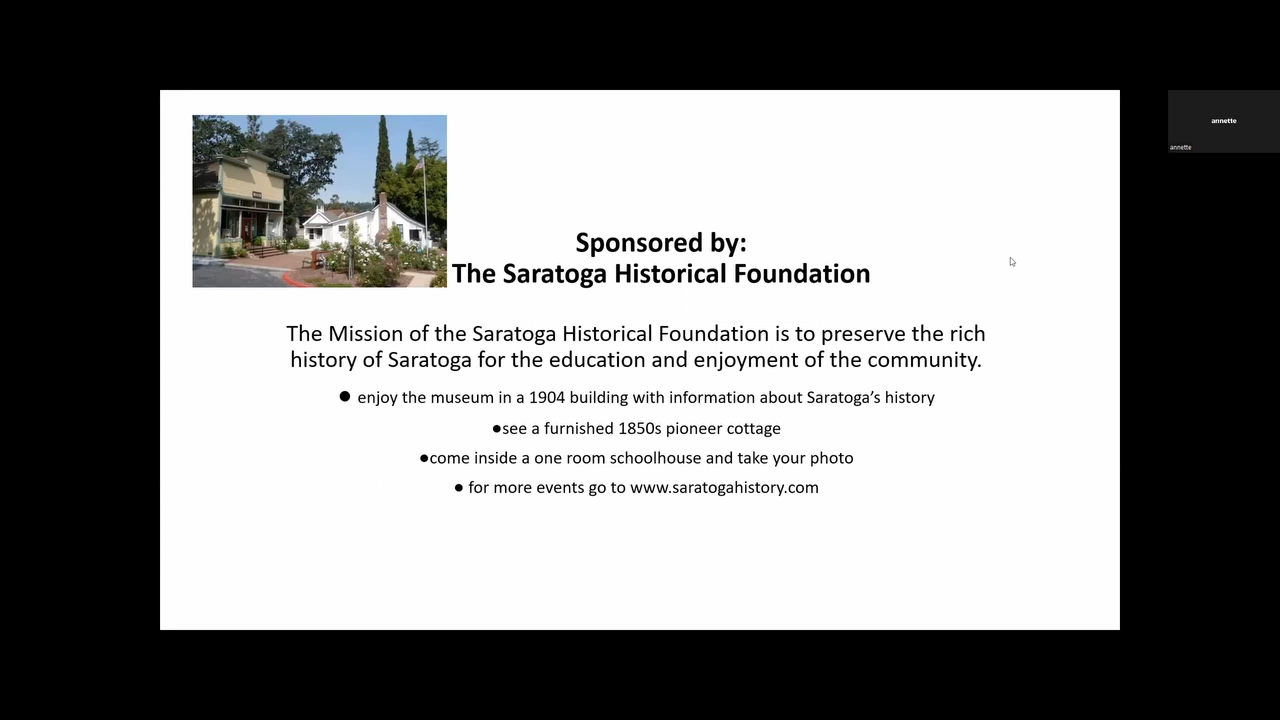 Sponsored by:
The Saratoga Historical Foundation
The Mission of the Saratoga Historical Foundation is to preserve the rich
history of Saratoga for the education and enjoyment of the community.
● enjoy the museum in a 1904 building with information about Saratoga’s history
●see a furnished 1850s pioneer cottage
●come inside a one room schoolhouse and take your photo
● for more events go to www.saratogahistory.com
annette
annette